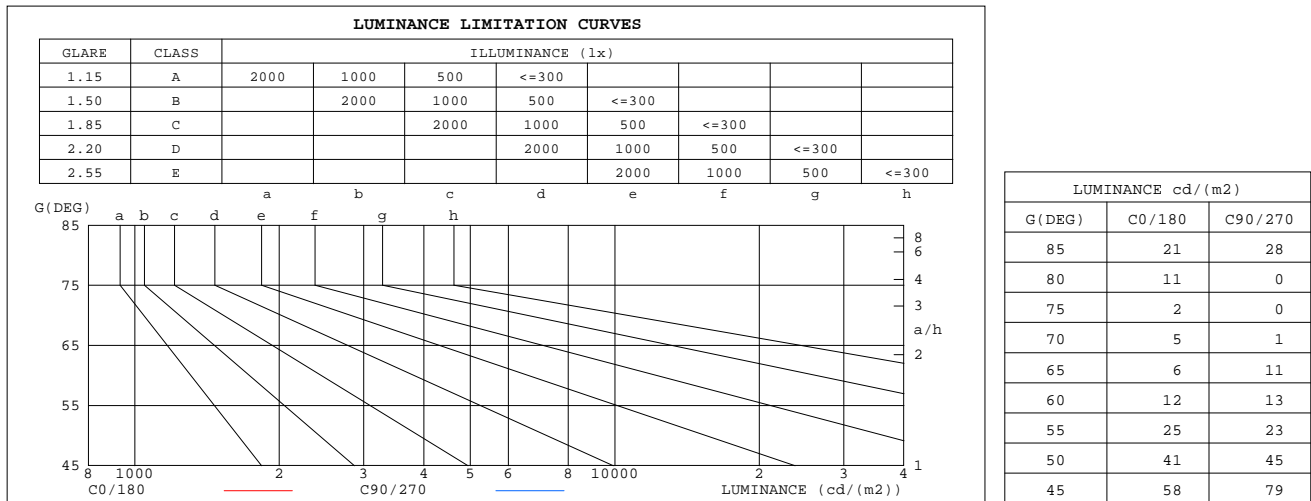 LUMINANCE LIMITATION CURVES
GLARE CLASS ILLUMINANCE (lx)
1.15 A 2000 1000 500 <=300
1.50 B 2000 1000 500 <=300
1.85 C 2000 1000 500 <=300
2.20 D 2000 1000 500 <=300
2.55 E 2000 1000 500 <=300
a b c d e f g h
G(DEG)
a b c d e f g h
85
8
6
75
4
3
a/h
65
2
55
45
1
8 1000 2 3 4 5 6 8 10000 2 3 4
C0/180 C90/270 LUMINANCE (cd/(m2))
LUMINANCE cd/(m2)
G(DEG) C0/180 C90/270
85 21 28
80 11 0
75 2 0
70 5 1
65 6 11
60 12 13
55 25 23
50 41 45
45 58 79